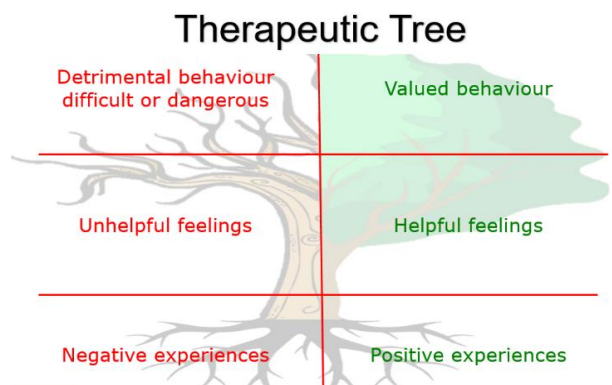 Therapeutic Tree
Detrimental behaviour
difficult or dangerous
Valued behaviour
Unhelpful feelings
Helpful feelings
Negative experiences
Positive experiences